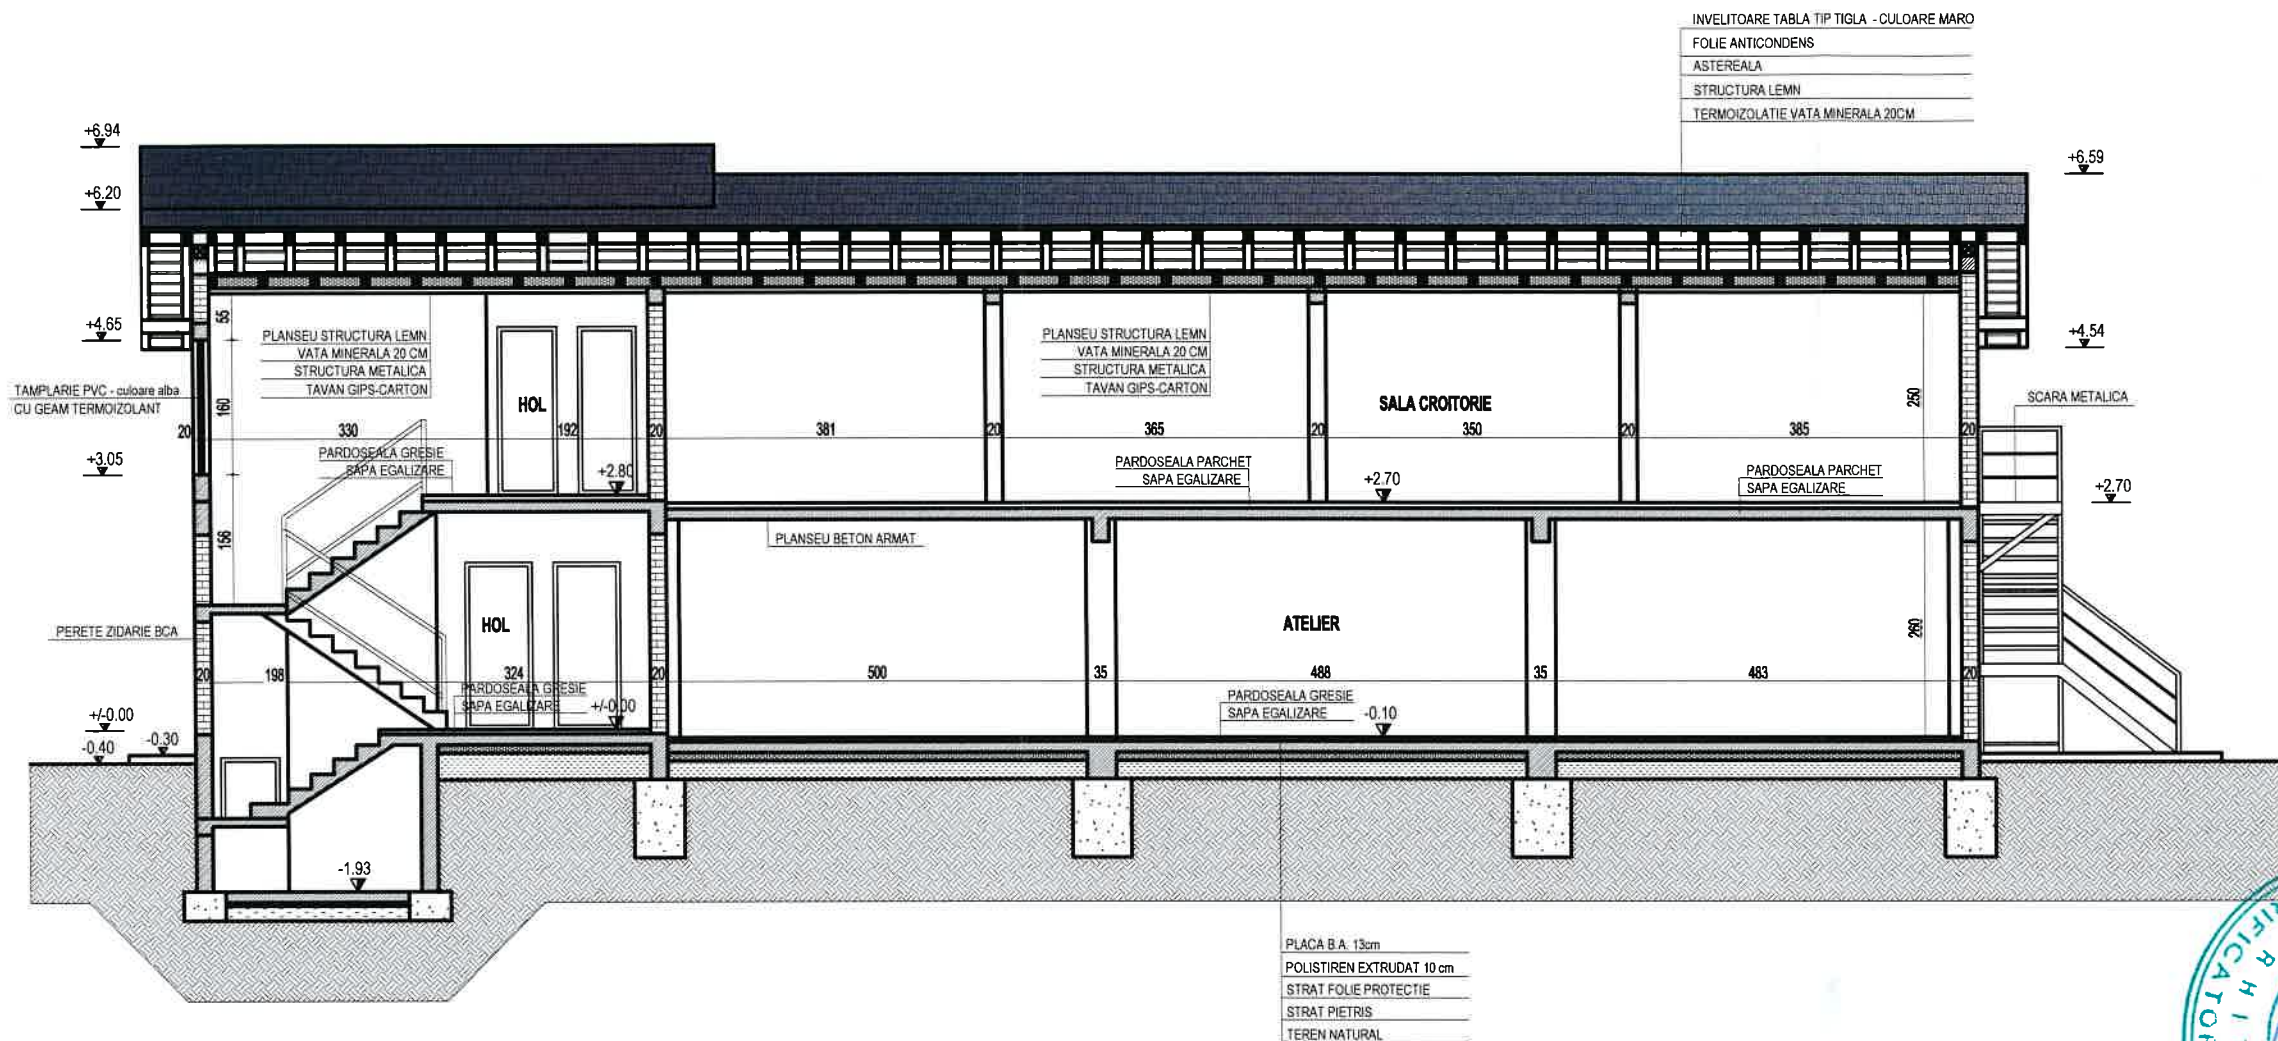 INVELITOARE TABLA TIP TIGLA - CULOARE MARO
FOLIE ANTICONDENS
ASTEREALA
STRUCTURA LEMN
TERMOIZOLATIE VATA MINERALA 20CM
+6.94
+6.59
+6.20
+4.65
+4.54
55
PLANSEU STRUCTURA LEMN
VATA MINERALA 20 CM
STRUCTURA METALICA
TAVAN GIPS-CARTON
PLANSEU STRUCTURA LEMN
VATA MINERALA 20 CM
STRUCTURA METALICA
TAVAN GIPS-CARTON
TAMPLARIE PVC - culoare alba
CU GEAM TERMOIZOLANT
160
HOL
SALA CROITORIE
250
SCARA METALICA
20 330 192 20 381 20 365 20 350 20 385 20
PARDOSEALA GRESIE
SAPA EGALIZARE
+3.05
+2.80
PARDOSEALA PARCHET
SAPA EGALIZARE
+2.70
PARDOSEALA PARCHET
SAPA EGALIZARE
+2.70
156
PLANSEU BETON ARMAT
PERETE ZIDARIE BCA
HOL
ATELIER
260
20 198 324 20 500 35 488 35 483 20
PARDOSEALA GRESIE
SAPA EGALIZARE
+/-0.00
PARDOSEALA GRESIE
SAPA EGALIZARE
-0.10
+/-0.00
-0.40
-0.30
-1.93
PLACA B.A. 13cm
POLISTIREN EXTRUDAT 10 cm
STRAT FOLIE PROTECTIE
STRAT PIETRIS
TEREN NATURAL